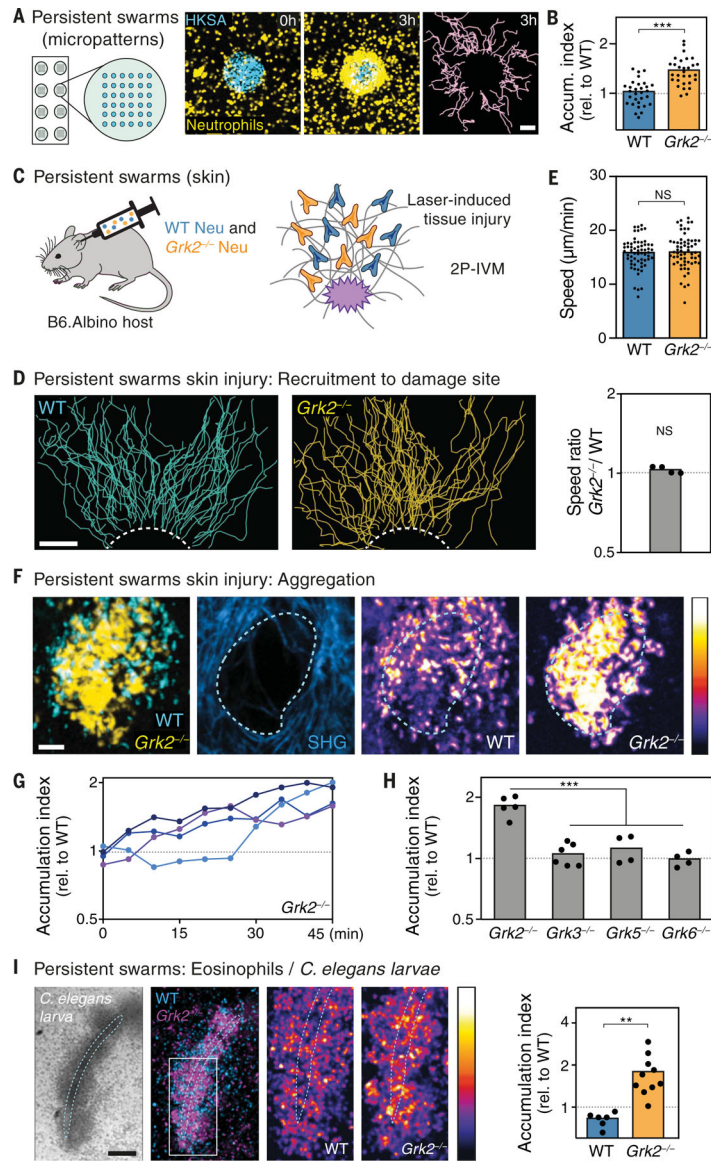 A Persistent swarms
(micropatterns)
HKSA
0h
3h
3h
Neutrophils
B
Accum. index
(rel. to WT)
***
2
1
WT
Grk2–/–
C Persistent swarms (skin)
WT Neu and
Grk2–/– Neu
B6.Albino host
Laser-induced
tissue injury
2P-IVM
E
Speed (µm/min)
NS
30
20
10
0
WT
Grk2–/–
D Persistent swarms skin injury: Recruitment to damage site
WT
Grk2–/–
Speed ratio
Grk2–/–/ WT
2
NS
1
0.5
F Persistent swarms skin injury: Aggregation
WT
Grk2–/–
SHG
WT
Grk2–/–
G
Accumulation index
(rel. to WT)
2
1
0.5
Grk2–/–
0
15
30
45 (min)
H
Accumulation index
(rel. to WT)
***
2
1
0.5
Grk2–/–
Grk3–/–
Grk5–/–
Grk6–/–
I Persistent swarms: Eosinophils / C. elegans larvae
C. elegans
larva
WT
Grk2–/–
WT
Grk2–/–
Accumulation index
(rel. to WT)
**
4
2
1
WT
Grk2–/–